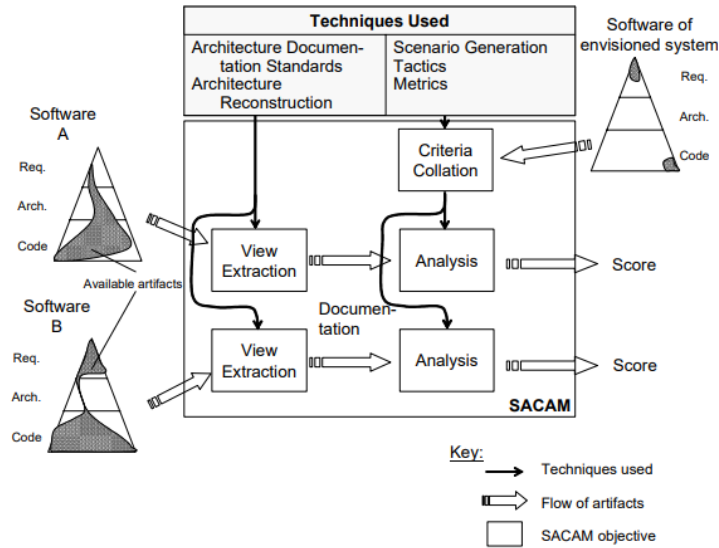 Techniques Used
Architecture Documen-
tation Standards
Architecture
Reconstruction
Scenario Generation
Tactics
Metrics
Software of
envisioned system
Req.
Arch.
Code
Software
A
Req.
Arch.
Code
Available artifacts
Software
B
Req.
Arch.
Code
Criteria
Collation
View
Extraction
Analysis
Score
Documen-
tation
View
Extraction
Analysis
Score
SACAM
Key:
Techniques used
Flow of artifacts
SACAM objective